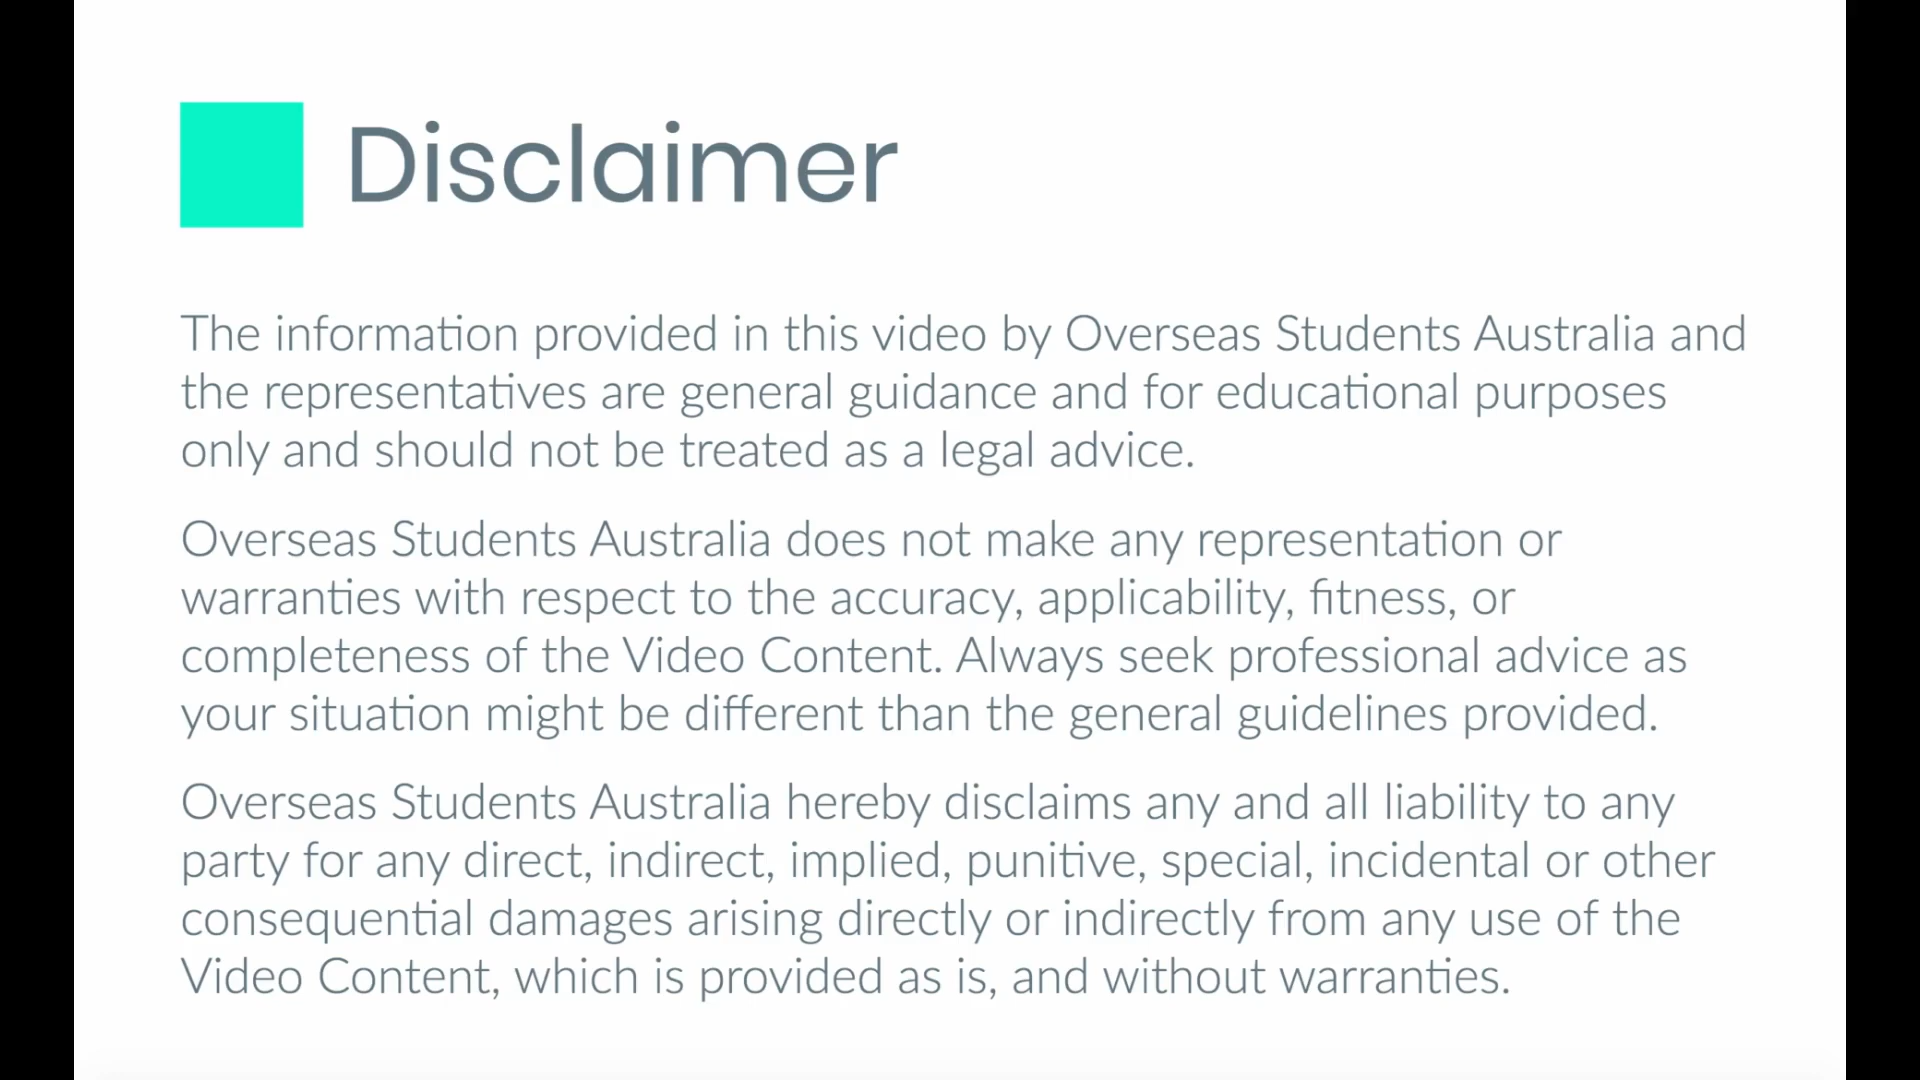 Disclaimer
The information provided in this video by Overseas Students Australia and
the representatives are general guidance and for educational purposes
only and should not be treated as a legal advice.
Overseas Students Australia does not make any representation or
warranties with respect to the accuracy, applicability, fitness, or
completeness of the Video Content. Always seek professional advice as
your situation might be different than the general guidelines provided.
Overseas Students Australia hereby disclaims any and all liability to any
party for any direct, indirect, implied, punitive, special, incidental or other
consequential damages arising directly or indirectly from any use of the
Video Content, which is provided as is, and without warranties.